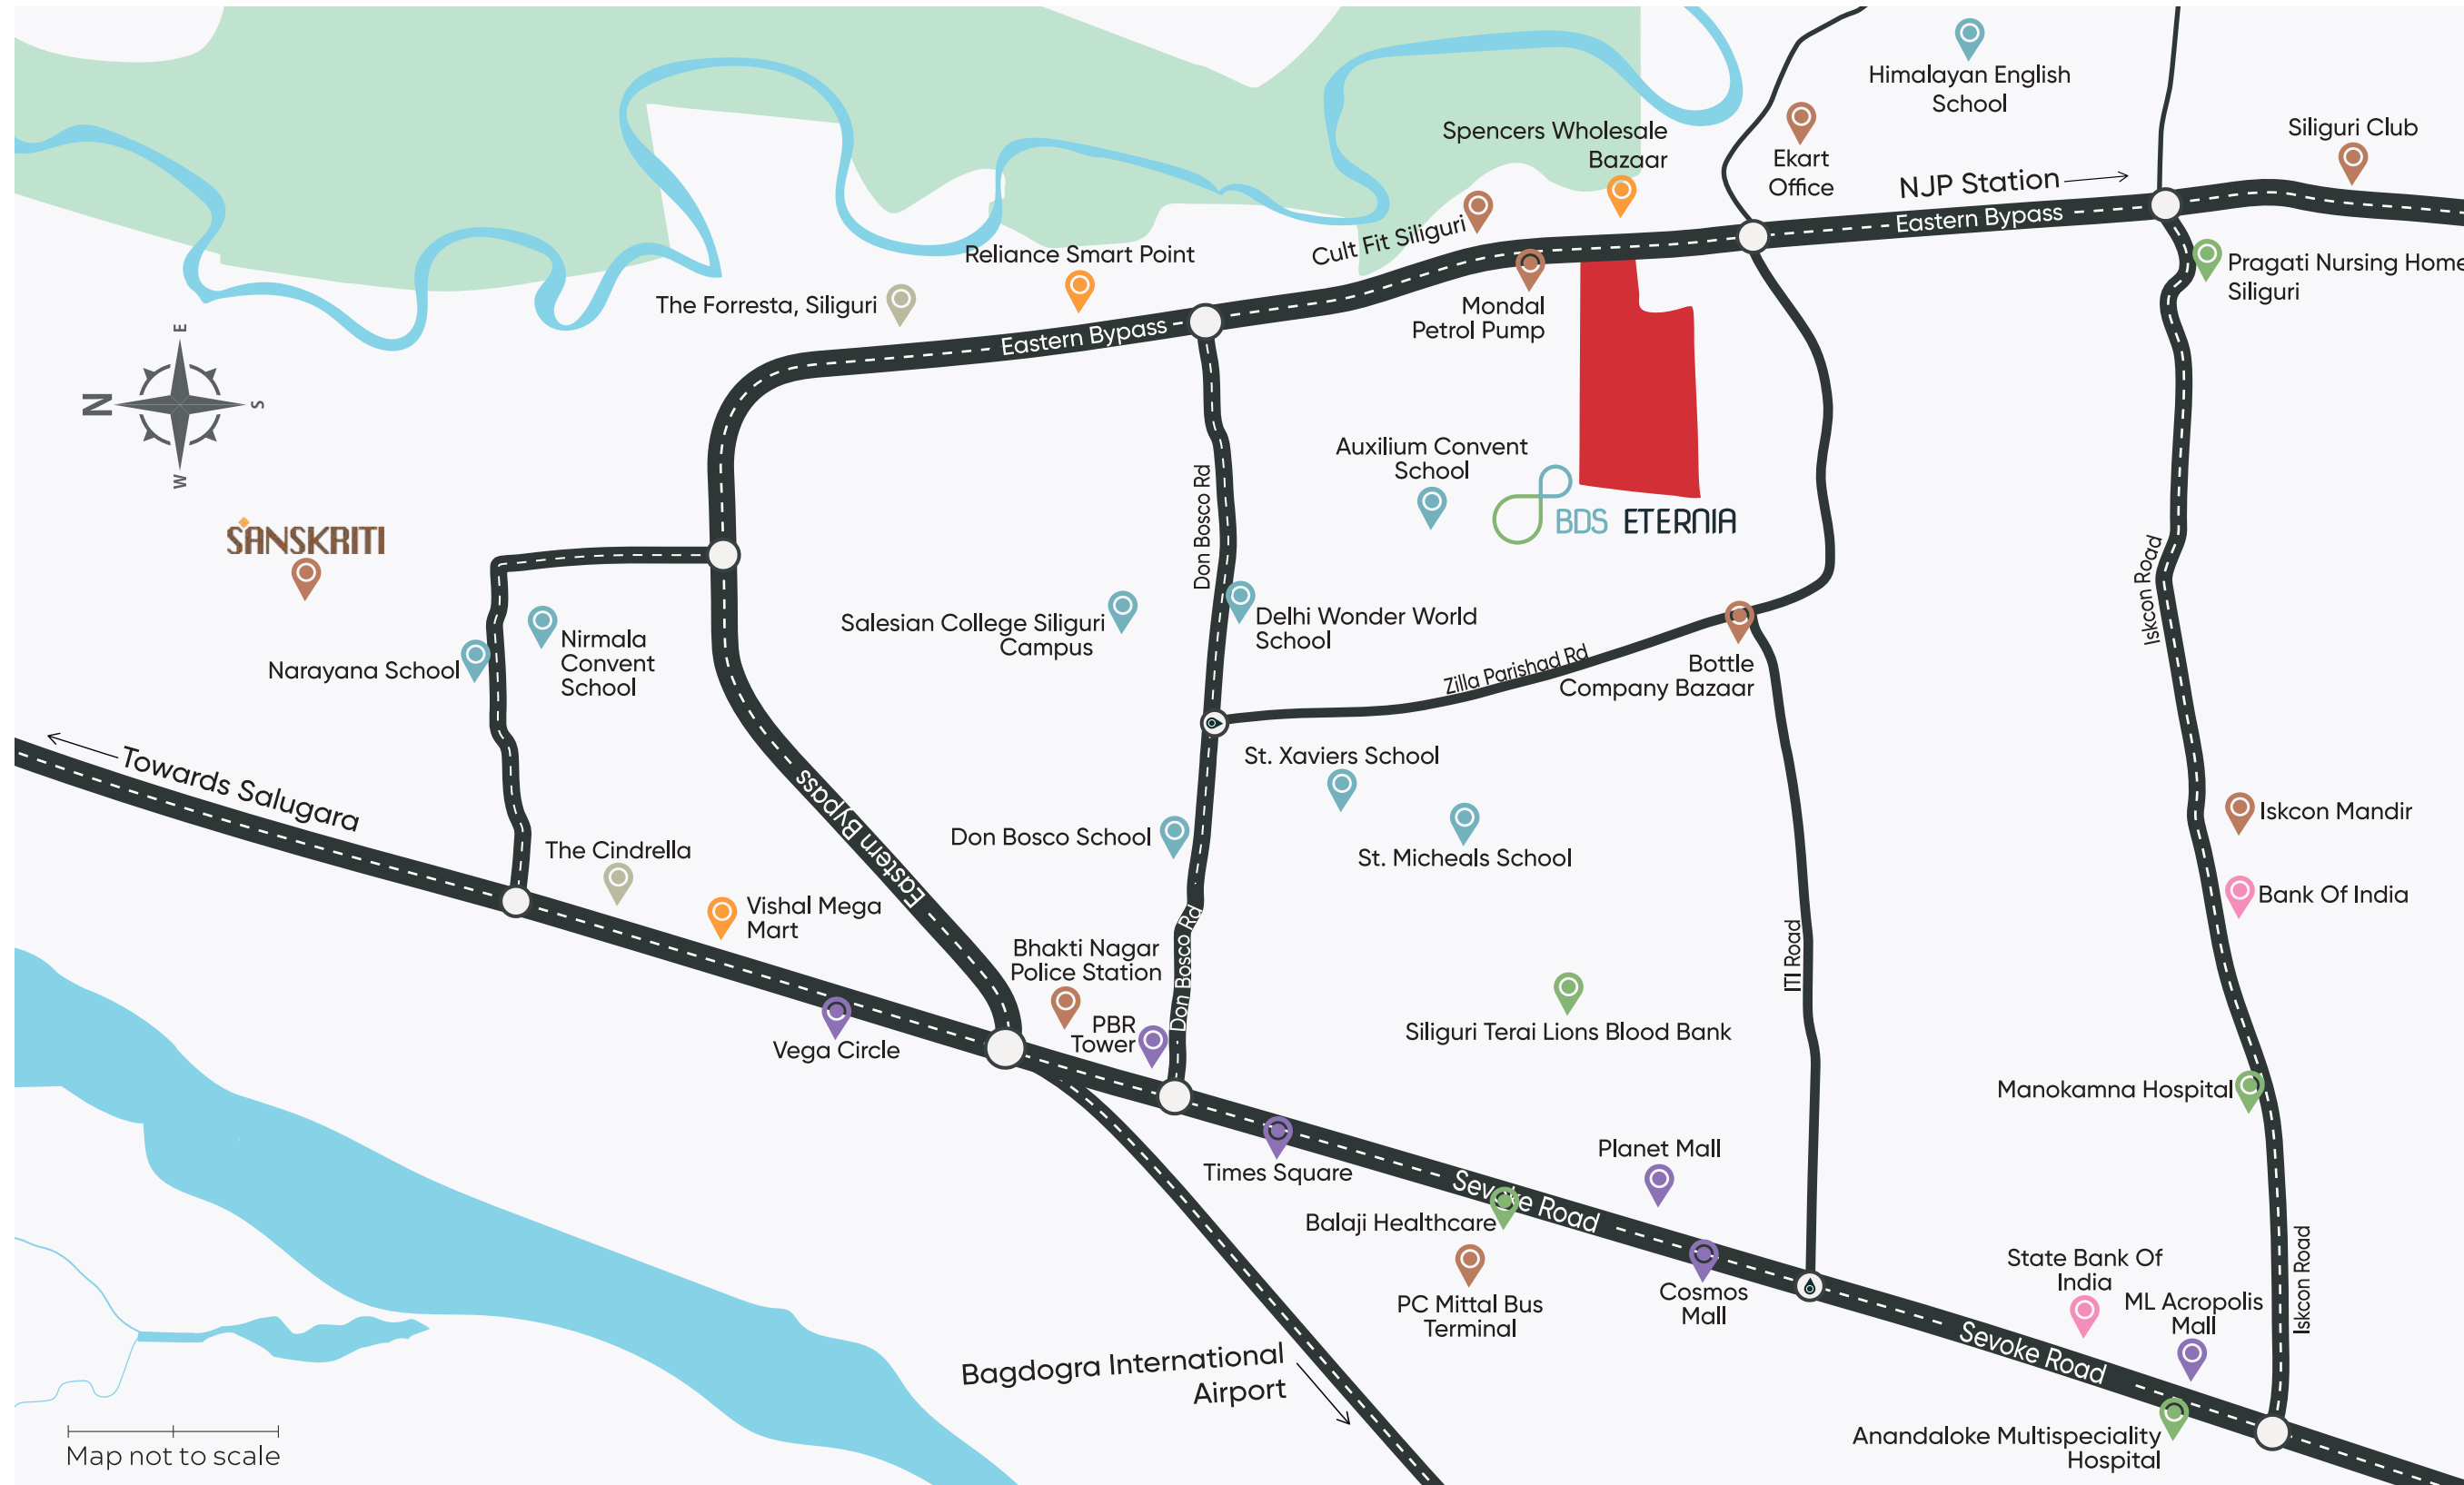 Himalayan English
School
Siliguri Club
Spencers Wholesale
Bazaar
Ekart
Office
NJP Station
Eastern Bypass
Cult Fit Siliguri
Reliance Smart Point
The Forresta, Siliguri
Eastern Bypass
Mondal
Petrol Pump
Pragati Nursing Home
Siliguri
E
N
S
W
Auxilium Convent
School
Don Bosco Rd
BDS ETERNIA
SANSKRITI
Iskcon Road
Salesian College Siliguri
Campus
Delhi Wonder World
School
Nirmala
Convent
School
Narayana School
Zilla Parishad Rd
Bottle
Company Bazaar
Towards Salugara
Eastern Bypass
St. Xaviers School
Don Bosco School
St. Micheals School
Iskcon Mandir
The Cindrella
Bank Of India
Vishal Mega
Mart
Bhakti Nagar
Police Station
Don Bosco Rd
ITI Road
PBR
Tower
Siliguri Terai Lions Blood Bank
Vega Circle
Manokamna Hospital
Planet Mall
Times Square
Sevoke Road
Balaji Healthcare
Iskcon Road
State Bank Of
India
PC Mittal Bus
Terminal
Cosmos
Mall
ML Acropolis
Mall
Sevoke Road
Bagdogra International
Airport
Anandaloke Multispeciality
Hospital
Map not to scale